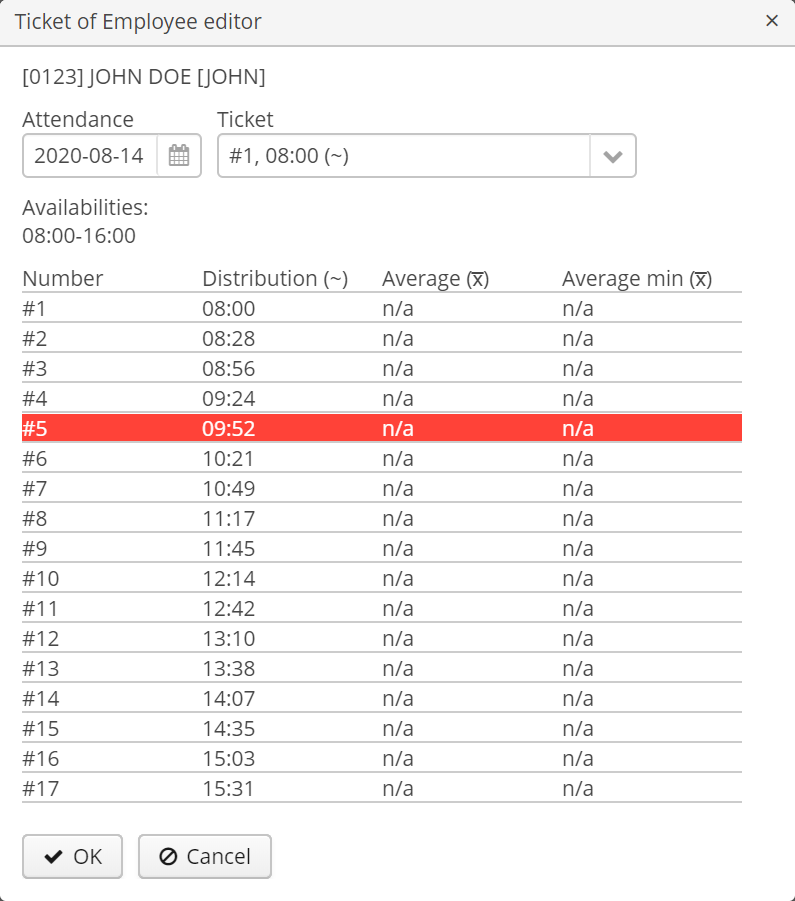 Ticket of Employee editor ×
[0123] JOHN DOE [JOHN]
Attendance Ticket
2020-08-14 #1, 08:00 (~)
Availabilities:
08:00-16:00
Number Distribution (~) Average (x̅) Average min (x̅)
#1 08:00 n/a n/a
#2 08:28 n/a n/a
#3 08:56 n/a n/a
#4 09:24 n/a n/a
#5 09:52 n/a n/a
#6 10:21 n/a n/a
#7 10:49 n/a n/a
#8 11:17 n/a n/a
#9 11:45 n/a n/a
#10 12:14 n/a n/a
#11 12:42 n/a n/a
#12 13:10 n/a n/a
#13 13:38 n/a n/a
#14 14:07 n/a n/a
#15 14:35 n/a n/a
#16 15:03 n/a n/a
#17 15:31 n/a n/a
OK Cancel